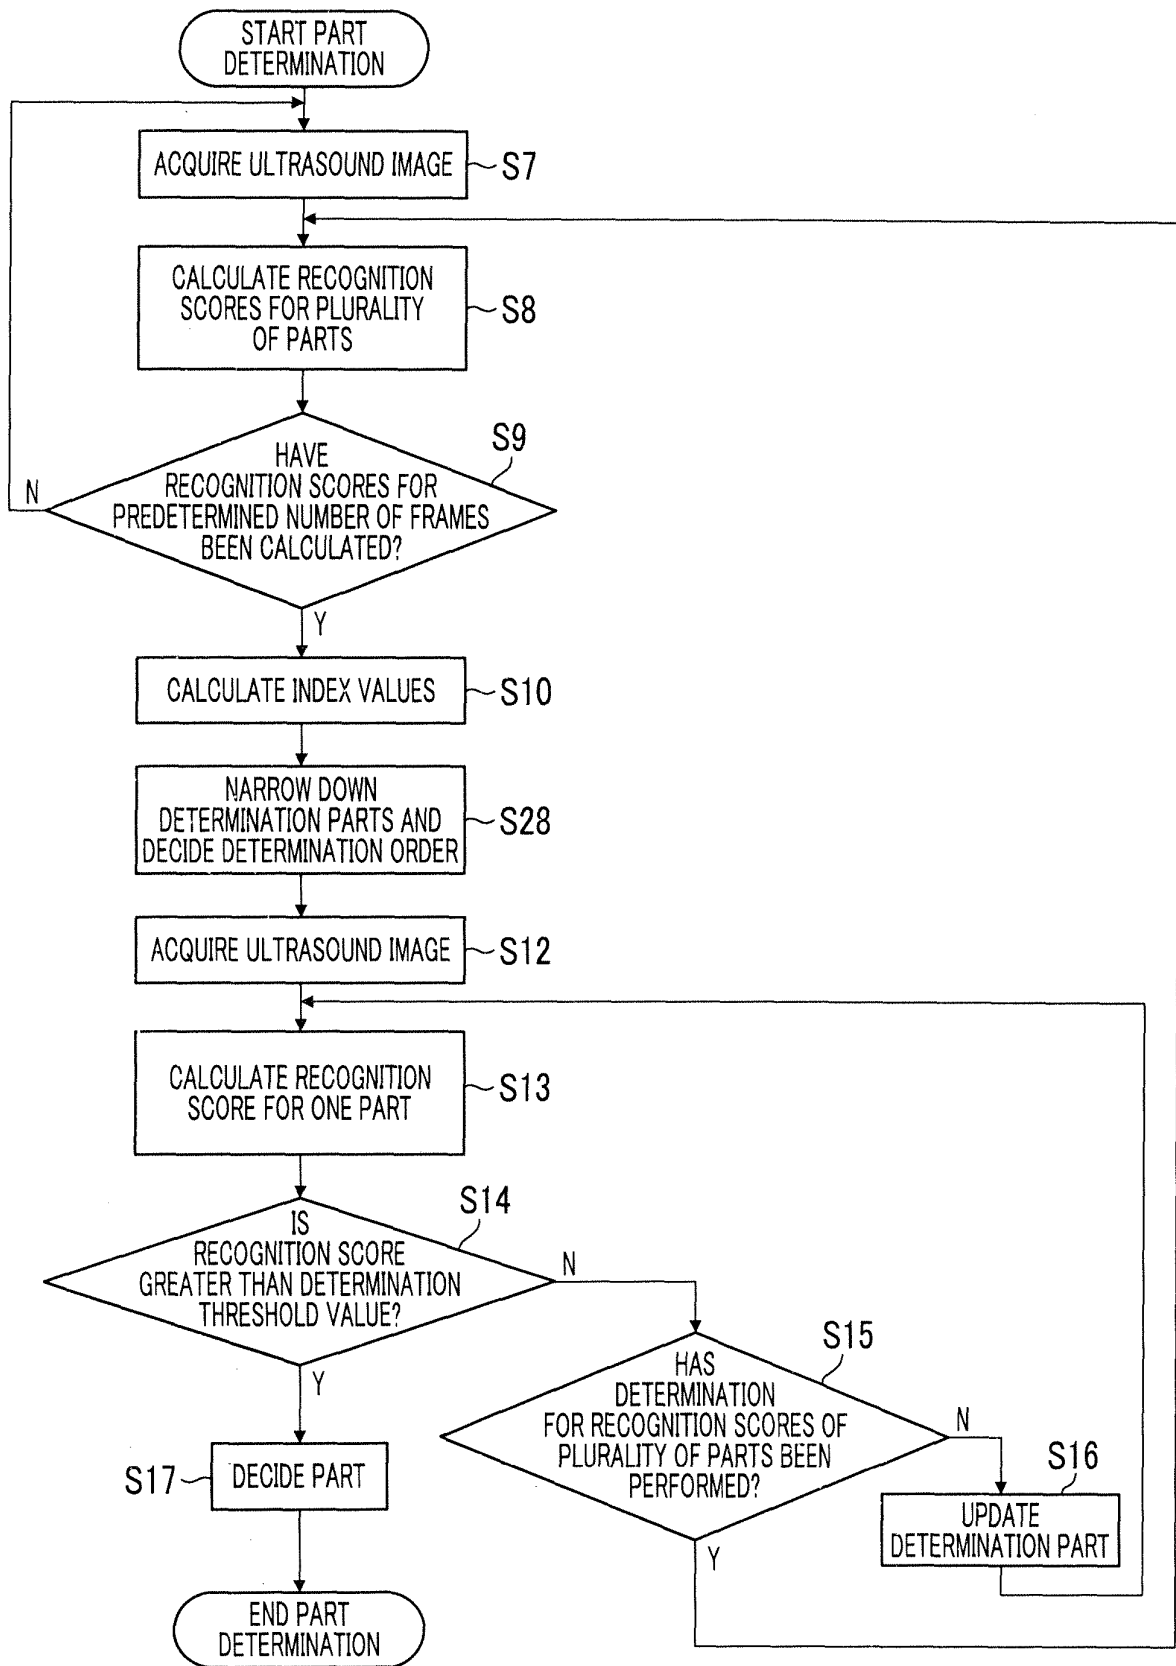 START PART
DETERMINATION
ACQUIRE ULTRASOUND IMAGE
S7
CALCULATE RECOGNITION
SCORES FOR PLURALITY
OF PARTS
S8
S9
HAVE
RECOGNITION SCORES FOR
PREDETERMINED NUMBER OF FRAMES
BEEN CALCULATED?
N
Y
CALCULATE INDEX VALUES
S10
NARROW DOWN
DETERMINATION PARTS AND
DECIDE DETERMINATION ORDER
S28
ACQUIRE ULTRASOUND IMAGE
S12
CALCULATE RECOGNITION
SCORE FOR ONE PART
S13
S14
IS
RECOGNITION SCORE
GREATER THAN DETERMINATION
THRESHOLD VALUE?
N
Y
S15
HAS
DETERMINATION
FOR RECOGNITION SCORES OF
PLURALITY OF PARTS BEEN
PERFORMED?
N
Y
S16
UPDATE
DETERMINATION PART
S17
DECIDE PART
END PART
DETERMINATION